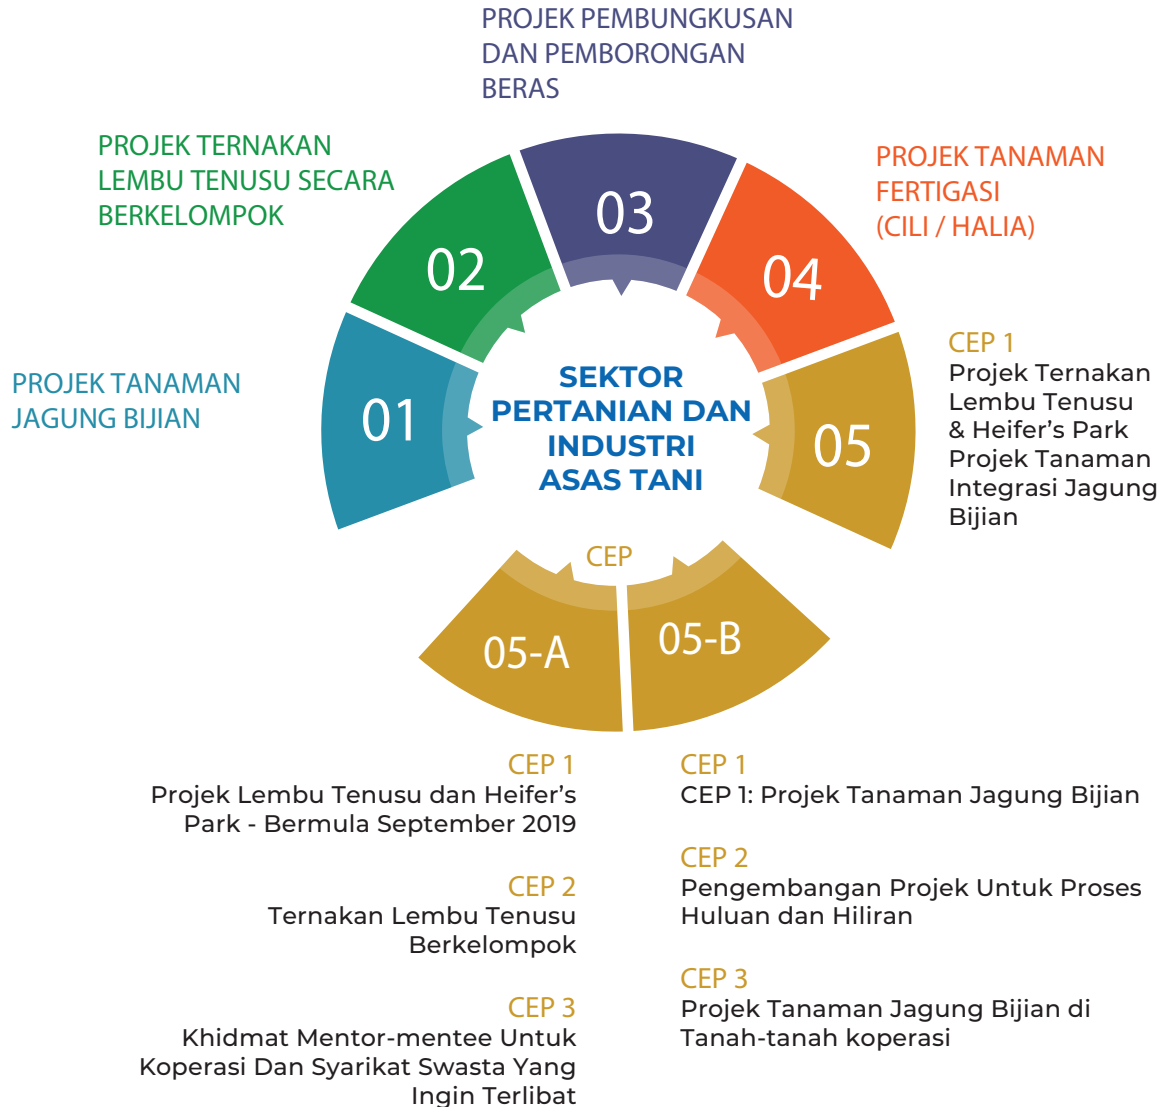 PROJEK PEMBUNGKUSAN
DAN PEMBORONGAN
BERAS
PROJEK TERNAKAN
LEMBU TENUSU SECARA
BERKELOMPOK
PROJEK TANAMAN
FERTIGASI
(CILI / HALIA)
03
02
04
PROJEK TANAMAN
JAGUNG BIJIAN
01
SEKTOR
PERTANIAN DAN
INDUSTRI
ASAS TANI
05
CEP 1
Projek Ternakan
Lembu Tenusu
& Heifer’s Park
Projek Tanaman
Integrasi Jagung
Bijian
CEP
05-A
05-B
CEP 1
Projek Lembu Tenusu dan Heifer’s
Park - Bermula September 2019
CEP 2
Ternakan Lembu Tenusu
Berkelompok
CEP 3
Khidmat Mentor-mentee Untuk
Koperasi Dan Syarikat Swasta Yang
Ingin Terlibat
CEP 1
CEP 1: Projek Tanaman Jagung Bijian
CEP 2
Pengembangan Projek Untuk Proses
Huluan dan Hiliran
CEP 3
Projek Tanaman Jagung Bijian di
Tanah-tanah koperasi